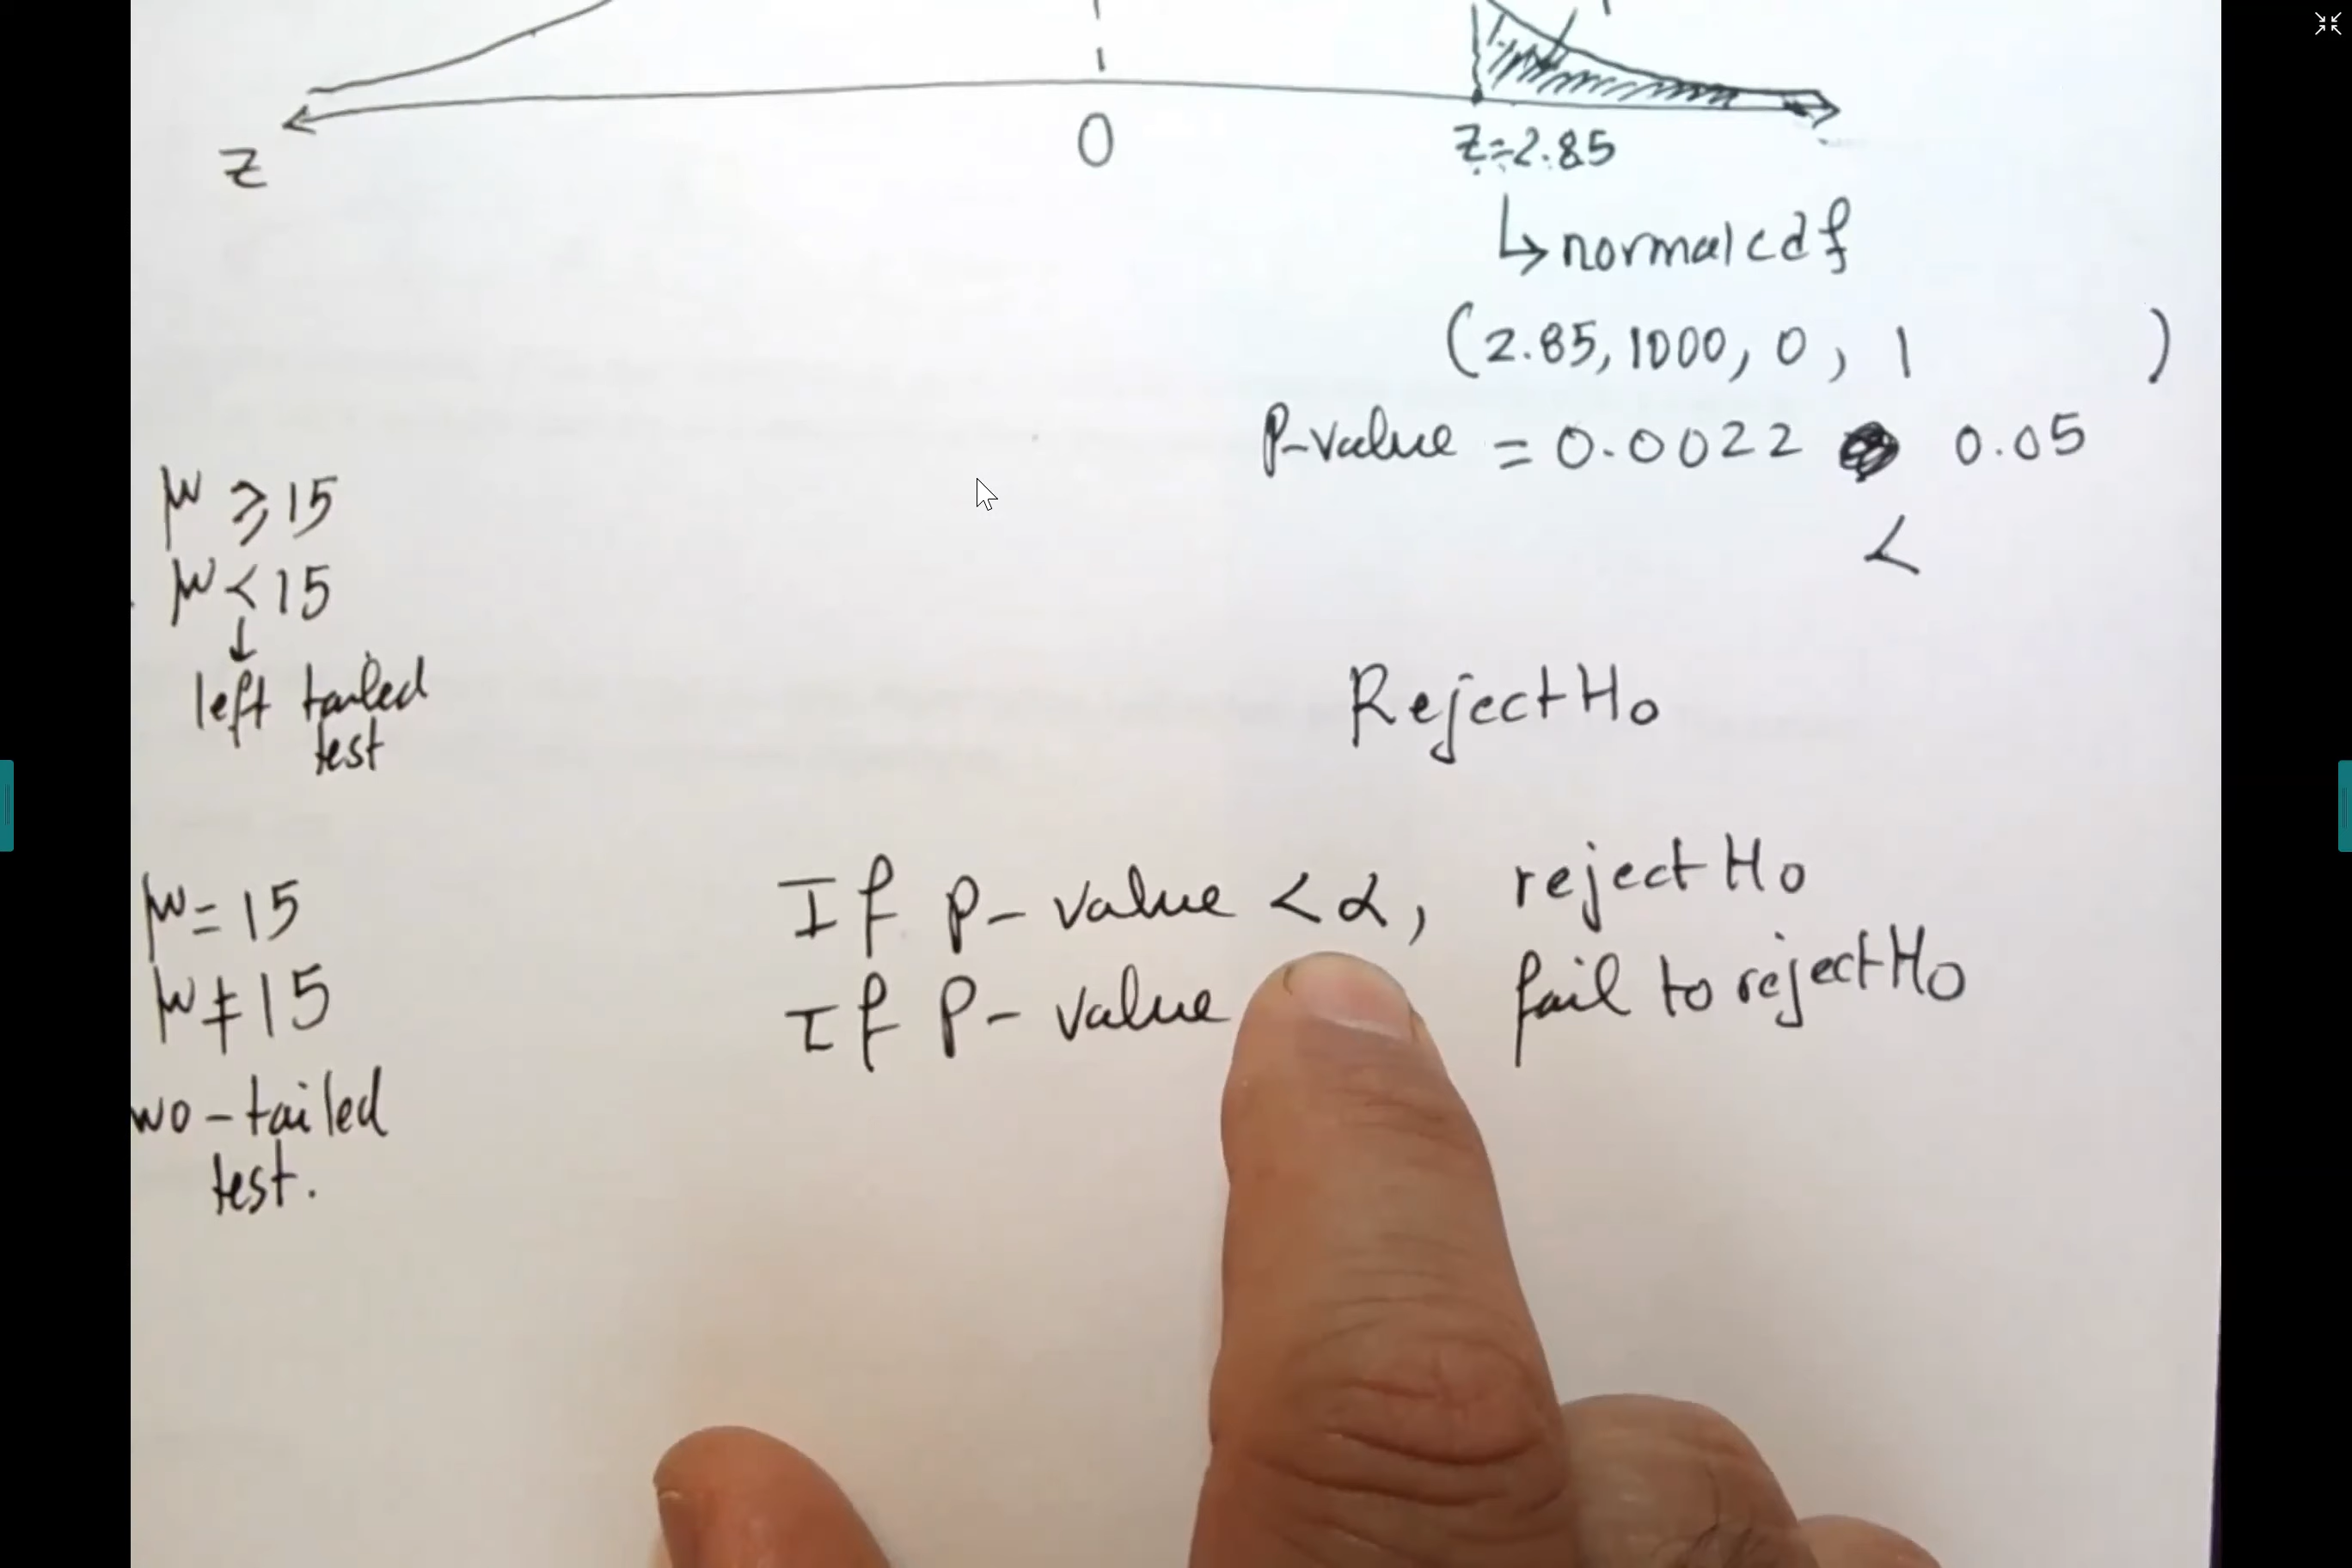 0
z
z=2.85
↳ normalcdf
(2.85, 1000, 0, 1 )
P-value = 0.0022 0.05
<
μ ≥ 15
μ < 15
↓
left tailed
test
Reject H₀
μ = 15
μ ≠ 15
wo-tailed
test.
If P-value < α, reject H₀
If P-value fail to reject H₀